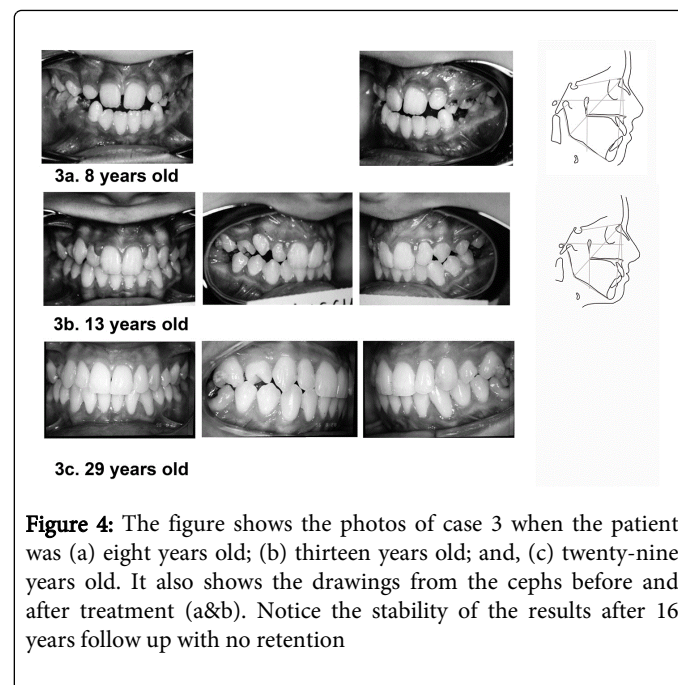 3a. 8 years old
3b. 13 years old
3c. 29 years old
Figure 4: The figure shows the photos of case 3 when the patient
was (a) eight years old; (b) thirteen years old; and, (c) twenty-nine
years old. It also shows the drawings from the cephs before and
after treatment (a&b). Notice the stability of the results after 16
years follow up with no retention